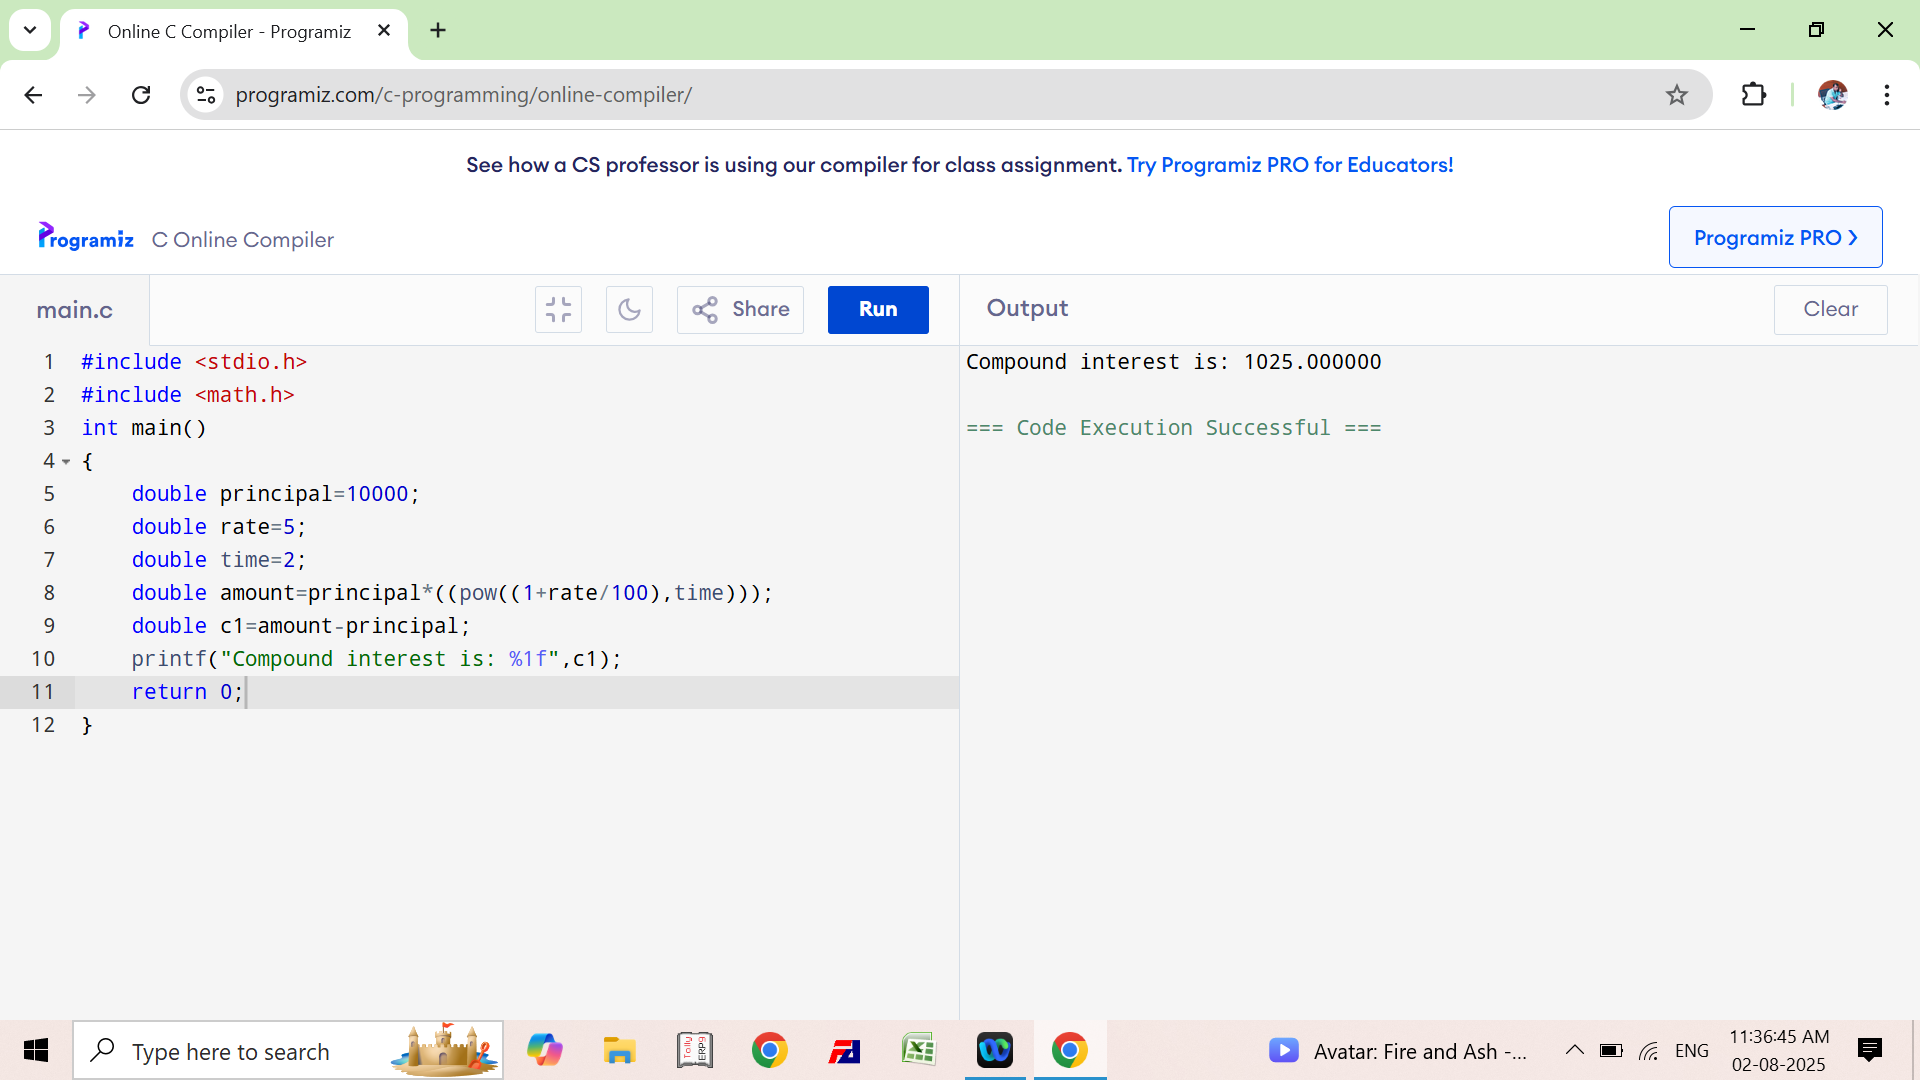 Online C Compiler - Programiz
programiz.com/c-programming/online-compiler/
See how a CS professor is using our compiler for class assignment. Try Programiz PRO for Educators!
Programiz C Online Compiler
Programiz PRO ❯
main.c
Share
Run
Output
Clear
1 #include <stdio.h>
2 #include <math.h>
3 int main()
4 {
5     double principal=10000;
6     double rate=5;
7     double time=2;
8     double amount=principal*((pow((1+rate/100),time)));
9     double c1=amount-principal;
10     printf("Compound interest is: %1f",c1);
11     return 0;
12 }
Compound interest is: 1025.000000
=== Code Execution Successful ===
Type here to search
Tally
ERP9
Avatar: Fire and Ash -...
ENG
11:36:45 AM
02-08-2025